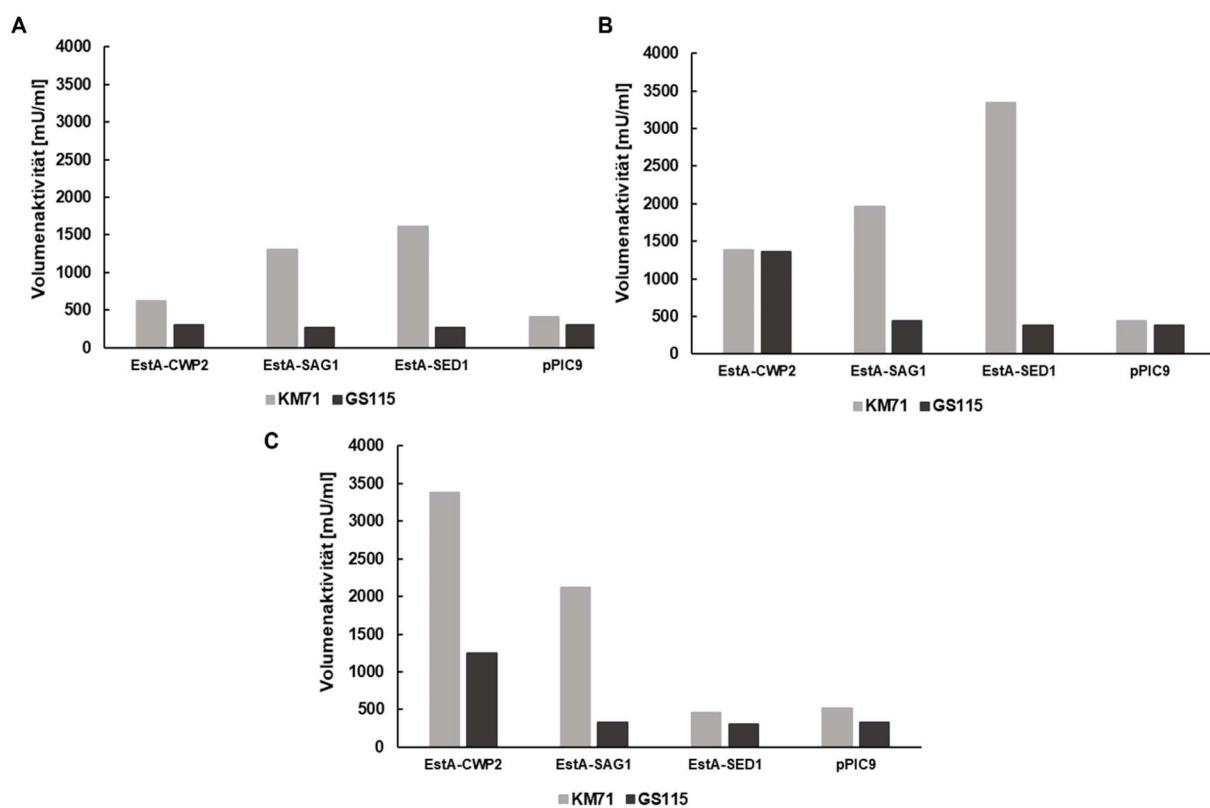 A
Volumenaktivität [mU/ml]
4000
3500
3000
2500
2000
1500
1000
500
0
EstA-CWP2 EstA-SAG1 EstA-SED1 pPIC9
KM71 GS115
B
Volumenaktivität [mU/ml]
4000
3500
3000
2500
2000
1500
1000
500
0
EstA-CWP2 EstA-SAG1 EstA-SED1 pPIC9
KM71 GS115
C
Volumenaktivität [mU/ml]
4000
3500
3000
2500
2000
1500
1000
500
0
EstA-CWP2 EstA-SAG1 EstA-SED1 pPIC9
KM71 GS115